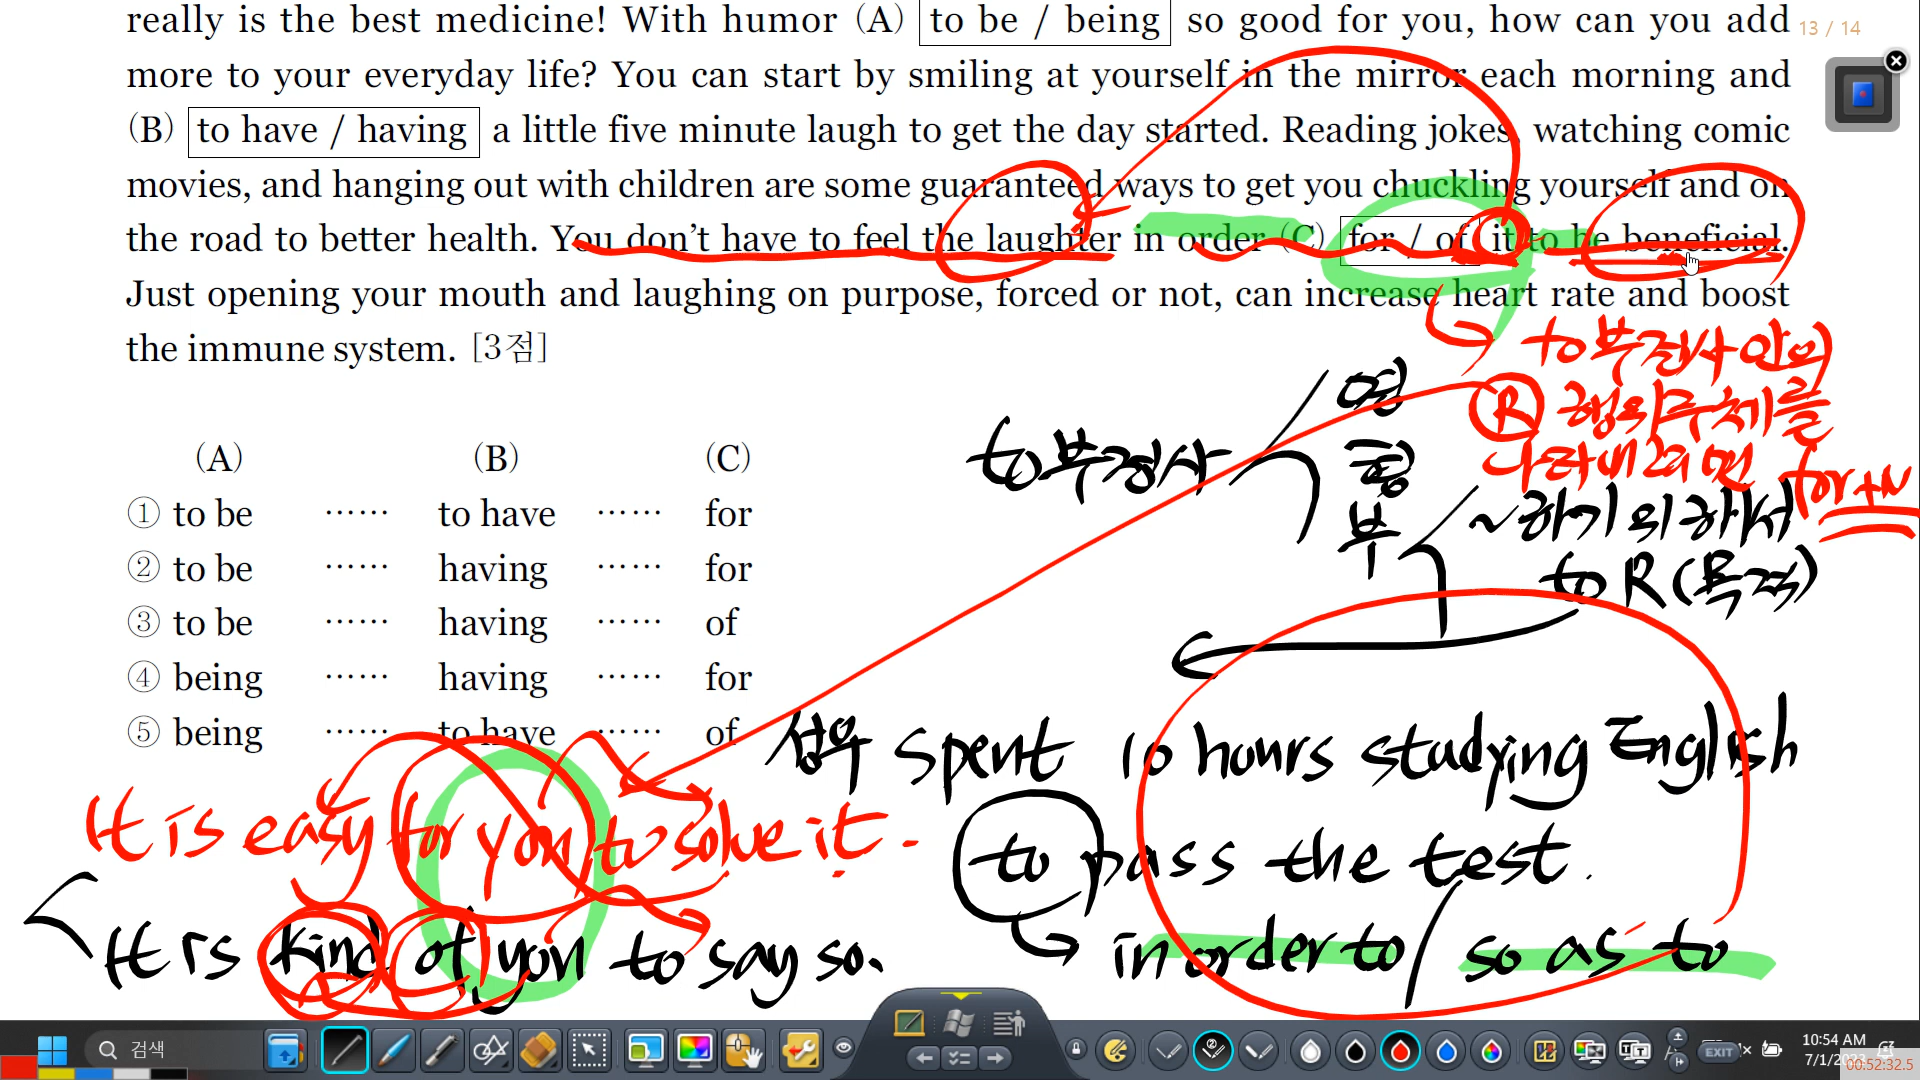 really is the best medicine! With humor (A) to be / being so good for you, how can you add
13 / 14
more to your everyday life? You can start by smiling at yourself in the mirror each morning and
(B) to have / having a little five minute laugh to get the day started. Reading jokes, watching comic
movies, and hanging out with children are some guaranteed ways to get you chuckling yourself and on
the road to better health. You don't have to feel the laughter in order (C) for / of it to be beneficial.
Just opening your mouth and laughing on purpose, forced or not, can increase heart rate and boost
the immune system. [3점]
to부정사 안의
Ⓡ 행위주체를
나타내려면 for+N
to부정사
명
형
부
~하기 위하여
to R (목적)
(A) (B) (C)
① to be ...... to have ...... for
② to be ...... having ...... for
③ to be ...... having ...... of
④ being ...... having ...... for
⑤ being ...... to have ...... of
spent 10 hours studying English
to pass the test.
in order to / so as to
It is easy for you to solve it.
It is kind of you to say so.
검색
EXIT
10:54 AM
00:52:32.5